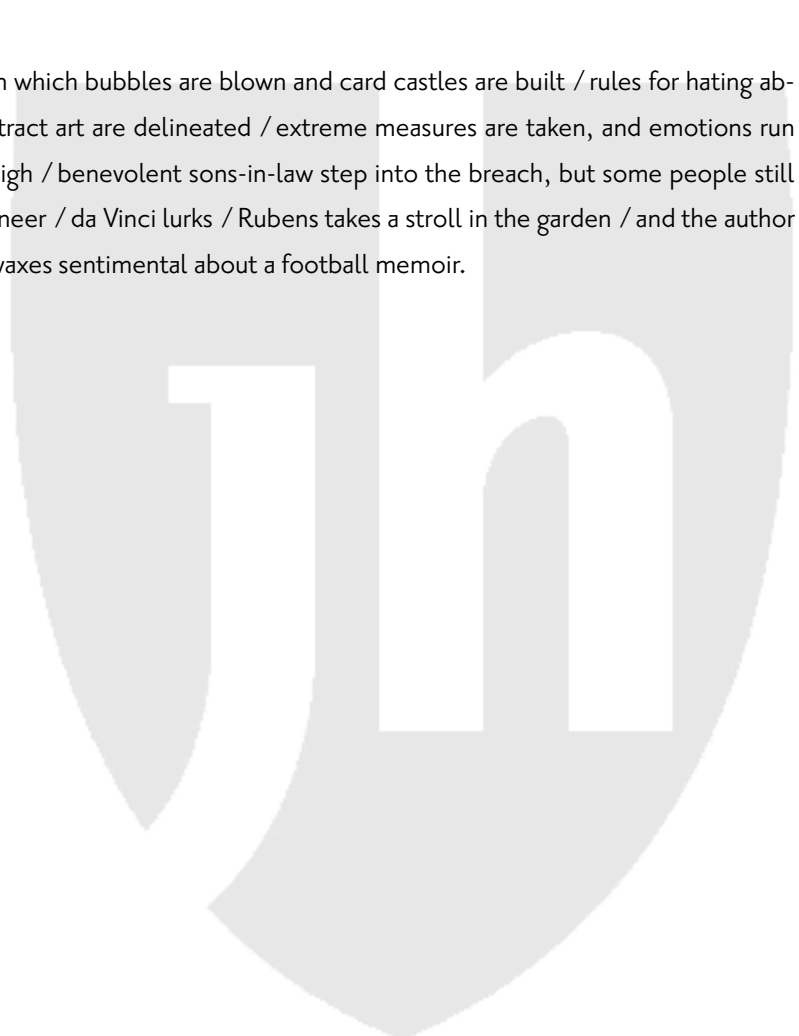 n which bubbles are blown and card castles are built / rules for hating ab-
tract art are delineated / extreme measures are taken, and emotions run
igh / benevolent sons-in-law step into the breach, but some people still
neer / da Vinci lurks / Rubens takes a stroll in the garden / and the author
waxes sentimental about a football memoir.
jh